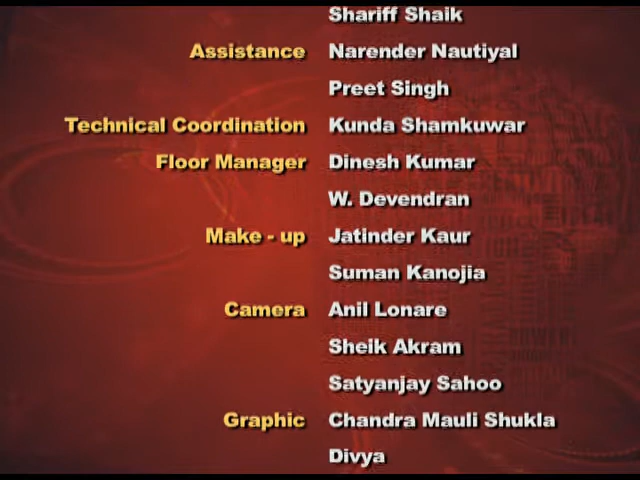 Shariff Shaik
Assistance Narender Nautiyal
Preet Singh
Technical Coordination Kunda Shamkuwar
Floor Manager Dinesh Kumar
W. Devendran
Make - up Jatinder Kaur
Suman Kanojia
Camera Anil Lonare
Sheik Akram
Satyanjay Sahoo
Graphic Chandra Mauli Shukla
Divya